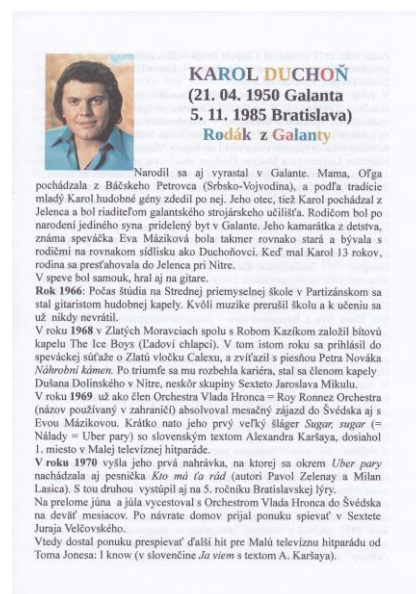 KAROL DUCHOŇ
(21. 04. 1950 Galanta
5. 11. 1985 Bratislava)
Rodák z Galanty
Narodil sa aj vyrastal v Galante. Mama, Oľga
pochádzala z Báčskeho Petrovca (Srbsko-Vojvodina), a podľa tradície
mladý Karol hudobné gény zdedil po nej. Jeho otec, tiež Karol pochádzal z
Jelenca a bol riaditeľom galantského strojárskeho učilišťa. Rodičom bol po
narodení jediného syna pridelený byt v Galante. Jeho kamarátka z detstva,
známa speváčka Eva Máziková bola takmer rovnako stará a bývala s
rodičmi na rovnakom sídlisku ako Duchoňovci. Keď mal Karol 13 rokov,
rodina sa presťahovala do Jelenca pri Nitre.
V speve bol samouk, hral aj na gitare.
Rok 1966: Počas štúdia na Strednej priemyselnej škole v Partizánskom sa
stal gitaristom hudobnej kapely. Kvôli muzike prerušil školu a k učeniu sa
už nikdy nevrátil.
V roku 1968 v Zlatých Moravciach spolu s Robom Kazíkom založil bítovú
kapelu The Ice Boys (Ľadoví chlapci). V tom istom roku sa prihlásil do
speváckej súťaže o Zlatú vločku Calexu, a zvíťazil s piesňou Petra Nováka
Náhrobní kámen. Po triumfe sa mu rozbehla kariéra, stal sa členom kapely
Dušana Dolinského v Nitre, neskôr skupiny Sexteto Jaroslava Mikulu.
V roku 1969 už ako člen Orchestra Vlada Hronca = Roy Ronnez Orchestra
(názov používaný v zahraničí) absolvoval mesačný zájazd do Švédska aj s
Evou Mázikovou. Krátko nato jeho prvý veľký šláger Sugar, sugar (=
Nálady = Uber pary) so slovenským textom Alexandra Karšaya, dosiahol
1. miesto v Malej televíznej hitparáde.
V roku 1970 vyšla jeho prvá nahrávka, na ktorej sa okrem Uber pary
nachádzala aj pesnička Kto má ťa rád (autori Pavol Zelenay a Milan
Lasica). S tou druhou vystúpil aj na 5. ročníku Bratislavskej lýry.
Na prelome júna a júla vycestoval s Orchestrom Vlada Hronca do Švédska
na deväť mesiacov. Po návrate domov prijal ponuku spievať v Sextete
Juraja Velčovského.
Vtedy dostal ponuku prespievať ďalší hit pre Malú televíznu hitparádu od
Toma Jonesa: I know (v slovenčine Ja viem s textom A. Karšaya).